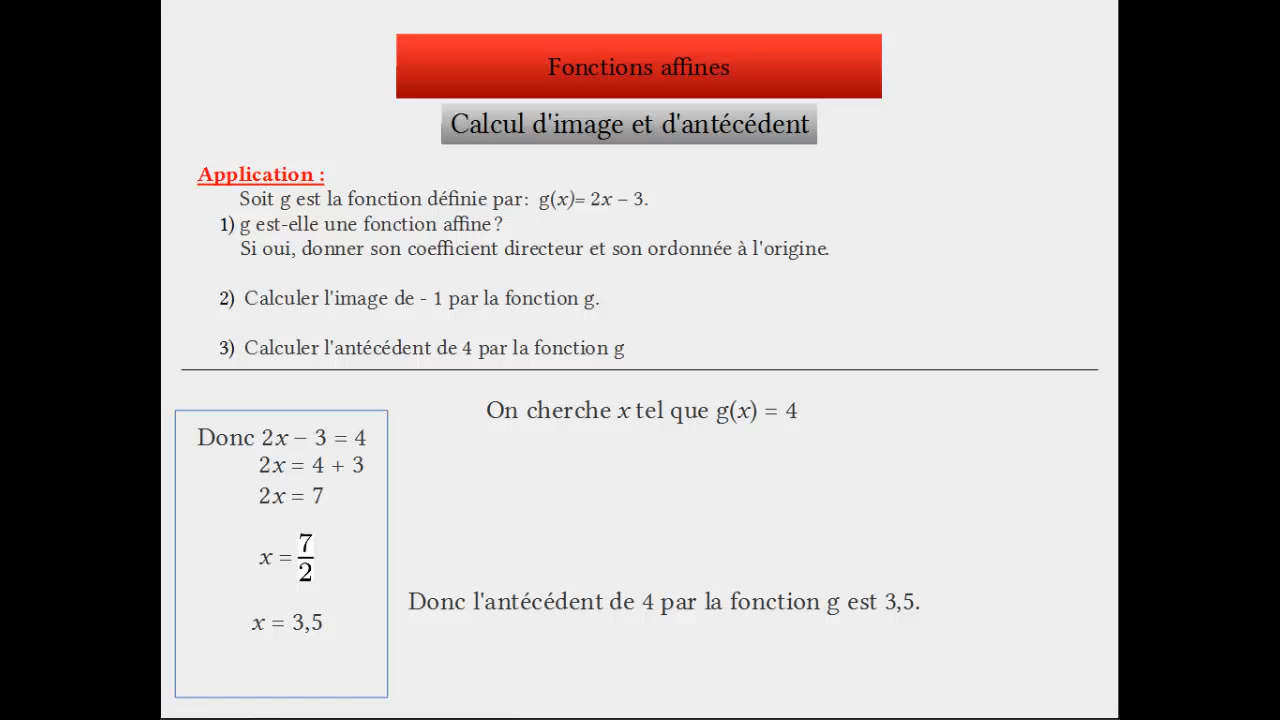 Fonctions affines
Calcul d'image et d'antécédent
Application :
Soit g est la fonction définie par: g(x)= 2x – 3.
1) g est-elle une fonction affine ?
Si oui, donner son coefficient directeur et son ordonnée à l'origine.
2) Calculer l'image de - 1 par la fonction g.
3) Calculer l'antécédent de 4 par la fonction g
On cherche x tel que g(x) = 4
Donc 2x – 3 = 4
2x = 4 + 3
2x = 7
x = 7/2
x = 3,5
Donc l'antécédent de 4 par la fonction g est 3,5.